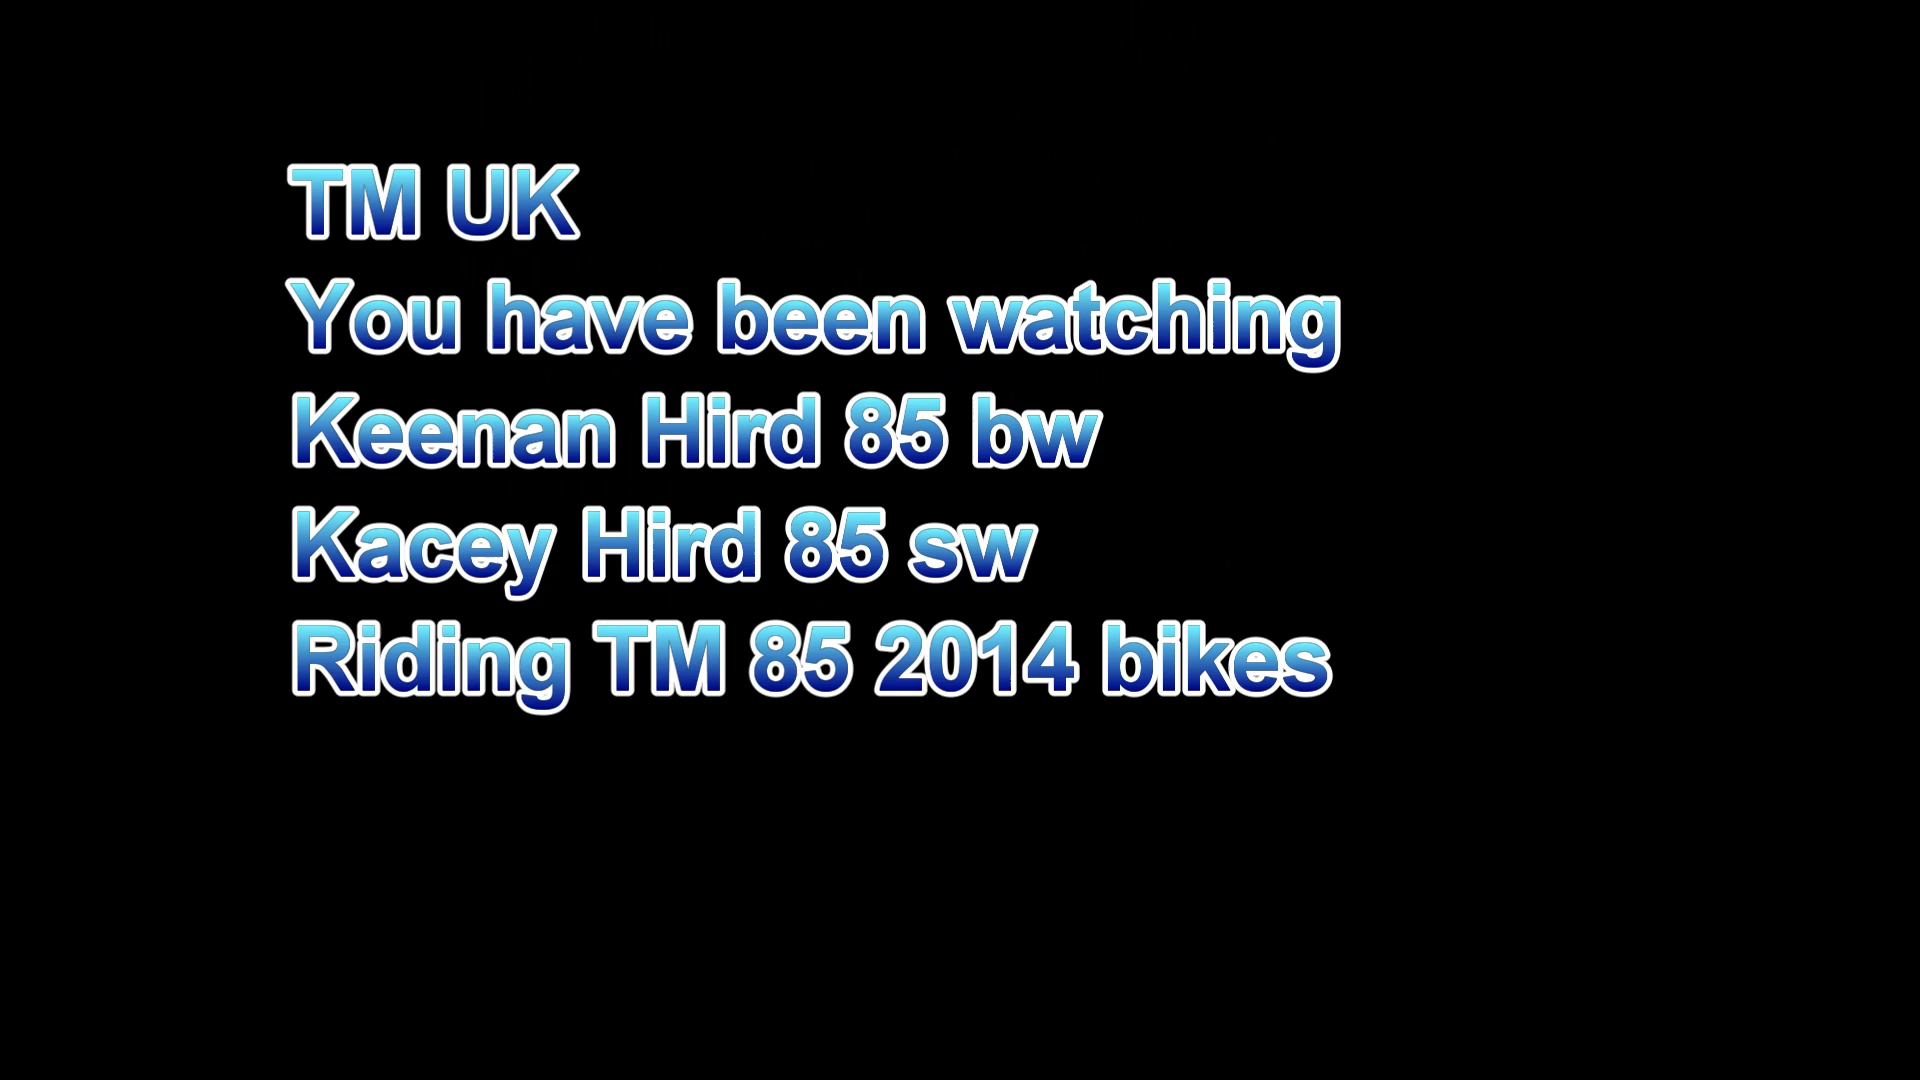 TM UK
You have been watching
Keenan Hird 85 bw
Kacey Hird 85 sw
Riding TM 85 2014 bikes